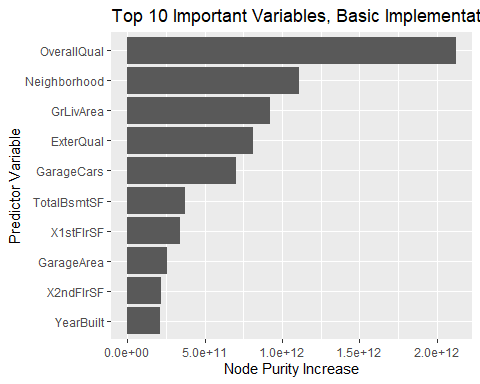 Top 10 Important Variables, Basic Implementat
OverallQual
Neighborhood
GrLivArea
ExterQual
GarageCars
TotalBsmtSF
X1stFlrSF
GarageArea
X2ndFlrSF
YearBuilt
Predictor Variable
0.0e+00 5.0e+11 1.0e+12 1.5e+12 2.0e+12
Node Purity Increase